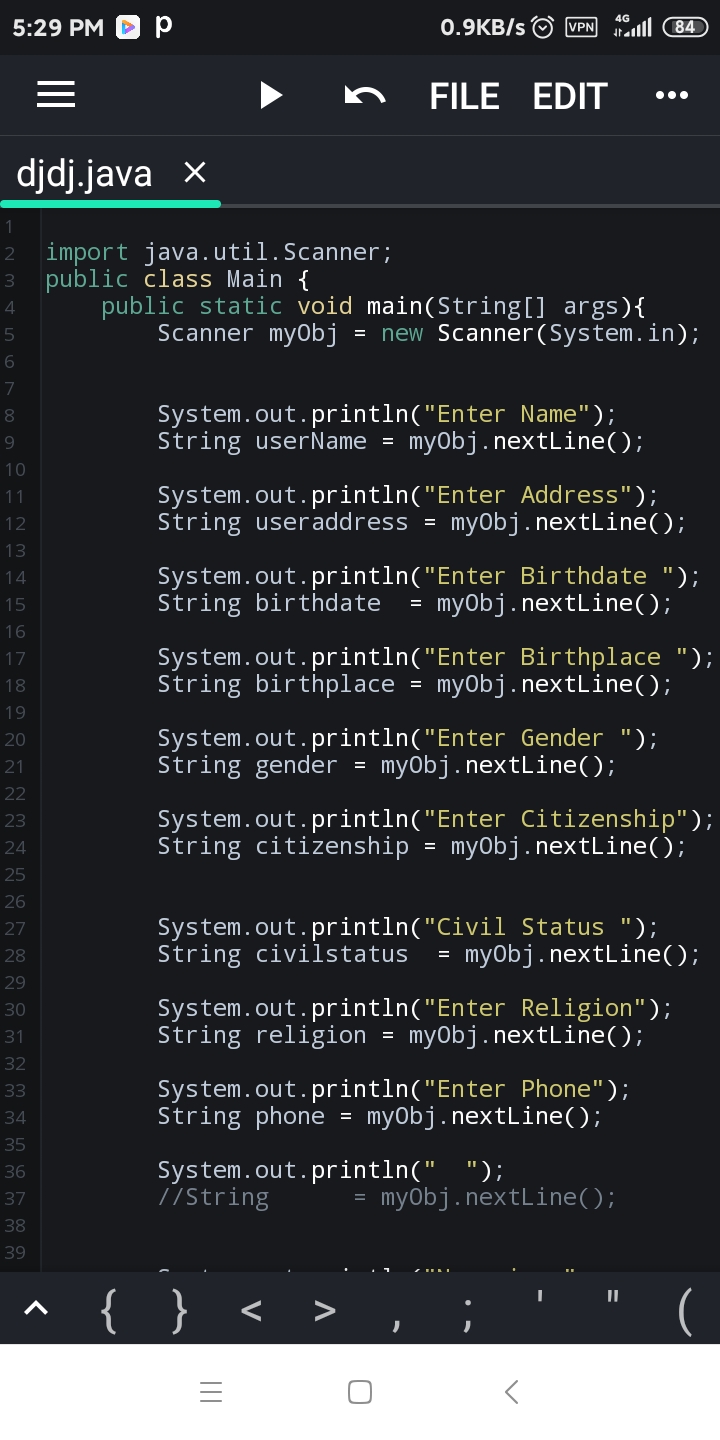 5:29 PM p 0.9KB/s VPN 4G 84
FILE EDIT
djdj.java ×
1
2 import java.util.Scanner;
3 public class Main {
4     public static void main(String[] args){
5         Scanner myObj = new Scanner(System.in);
6
7
8         System.out.println("Enter Name");
9         String userName = myObj.nextLine();
10
11         System.out.println("Enter Address");
12         String useraddress = myObj.nextLine();
13
14         System.out.println("Enter Birthdate ");
15         String birthdate  = myObj.nextLine();
16
17         System.out.println("Enter Birthplace ");
18         String birthplace = myObj.nextLine();
19
20         System.out.println("Enter Gender ");
21         String gender = myObj.nextLine();
22
23         System.out.println("Enter Citizenship");
24         String citizenship = myObj.nextLine();
25
26
27         System.out.println("Civil Status ");
28         String civilstatus  = myObj.nextLine();
29
30         System.out.println("Enter Religion");
31         String religion = myObj.nextLine();
32
33         System.out.println("Enter Phone");
34         String phone = myObj.nextLine();
35
36         System.out.println("  ");
37         //String      = myObj.nextLine();
38
39
{ } < > , ; ' " (